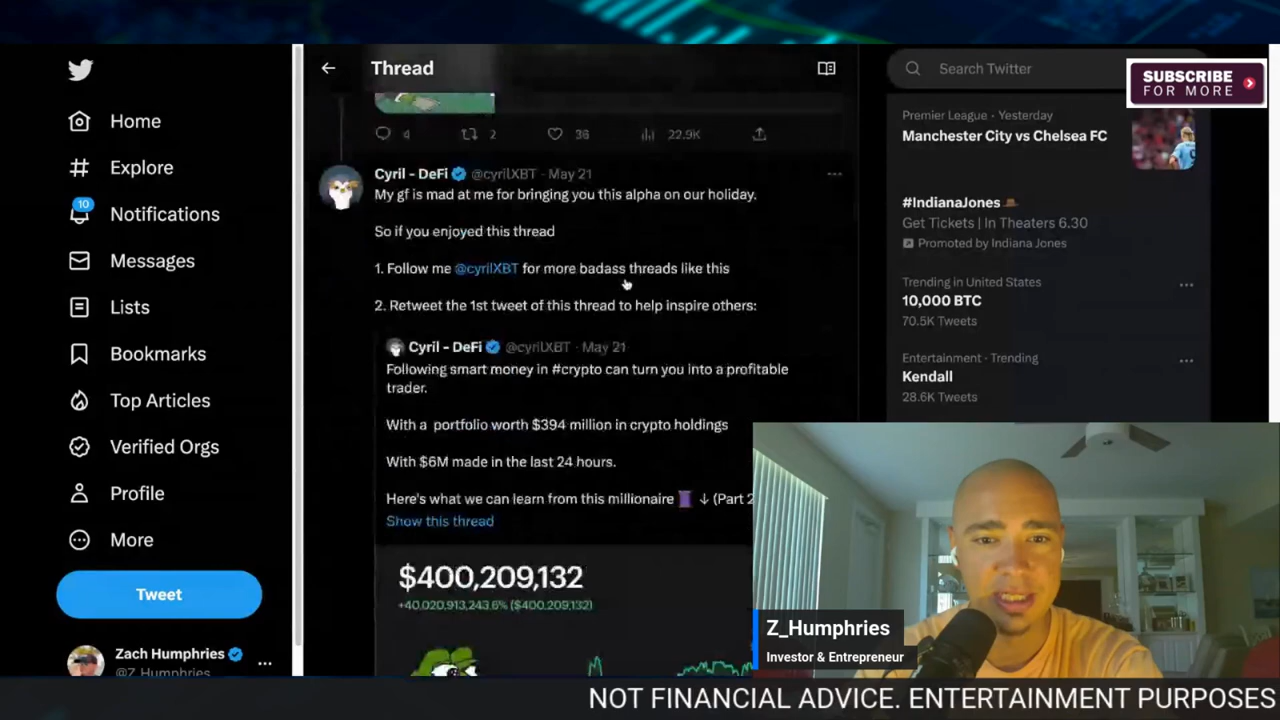 Home
Explore
10
Notifications
Messages
Lists
Bookmarks
Top Articles
Verified Orgs
Profile
More
Tweet
Zach Humphries
@Z_Humphries
Thread
4
2
36
22.9K
Cyril - DeFi @cyrilXBT · May 21
My gf is mad at me for bringing you this alpha on our holiday.
So if you enjoyed this thread
1. Follow me @cyrilXBT for more badass threads like this
2. Retweet the 1st tweet of this thread to help inspire others:
Cyril - DeFi @cyrilXBT · May 21
Following smart money in #crypto can turn you into a profitable
trader.
With a portfolio worth $394 million in crypto holdings
With $6M made in the last 24 hours.
Here's what we can learn from this millionaire 🧵 ↓ (Part 2
Show this thread
$400,209,132
+40,020,913,243.6% ($400,209,132)
Search Twitter
SUBSCRIBE
FOR MORE
Premier League · Yesterday
Manchester City vs Chelsea FC
#IndianaJones
Get Tickets | In Theaters 6.30
Promoted by Indiana Jones
Trending in United States
10,000 BTC
70.5K Tweets
Entertainment · Trending
Kendall
28.6K Tweets
Z_Humphries
Investor & Entrepreneur
NOT FINANCIAL ADVICE. ENTERTAINMENT PURPOSES